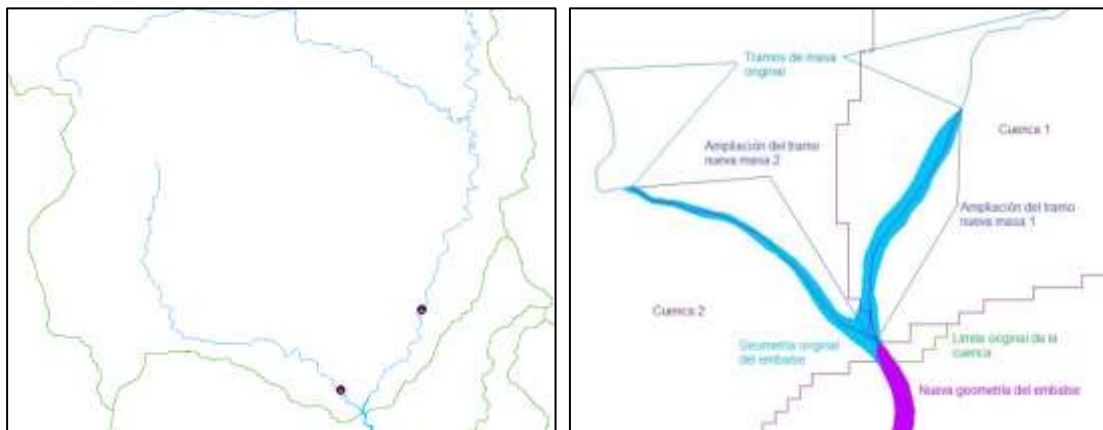 Tramos de masa
original
Cuenca 1
Ampliación del tramo
nueva masa 2
Ampliación del tramo
nueva masa 1
Cuenca 2
Geometría original
del embalse
Límite original de la
cuenca
Nueva geometría del embalse